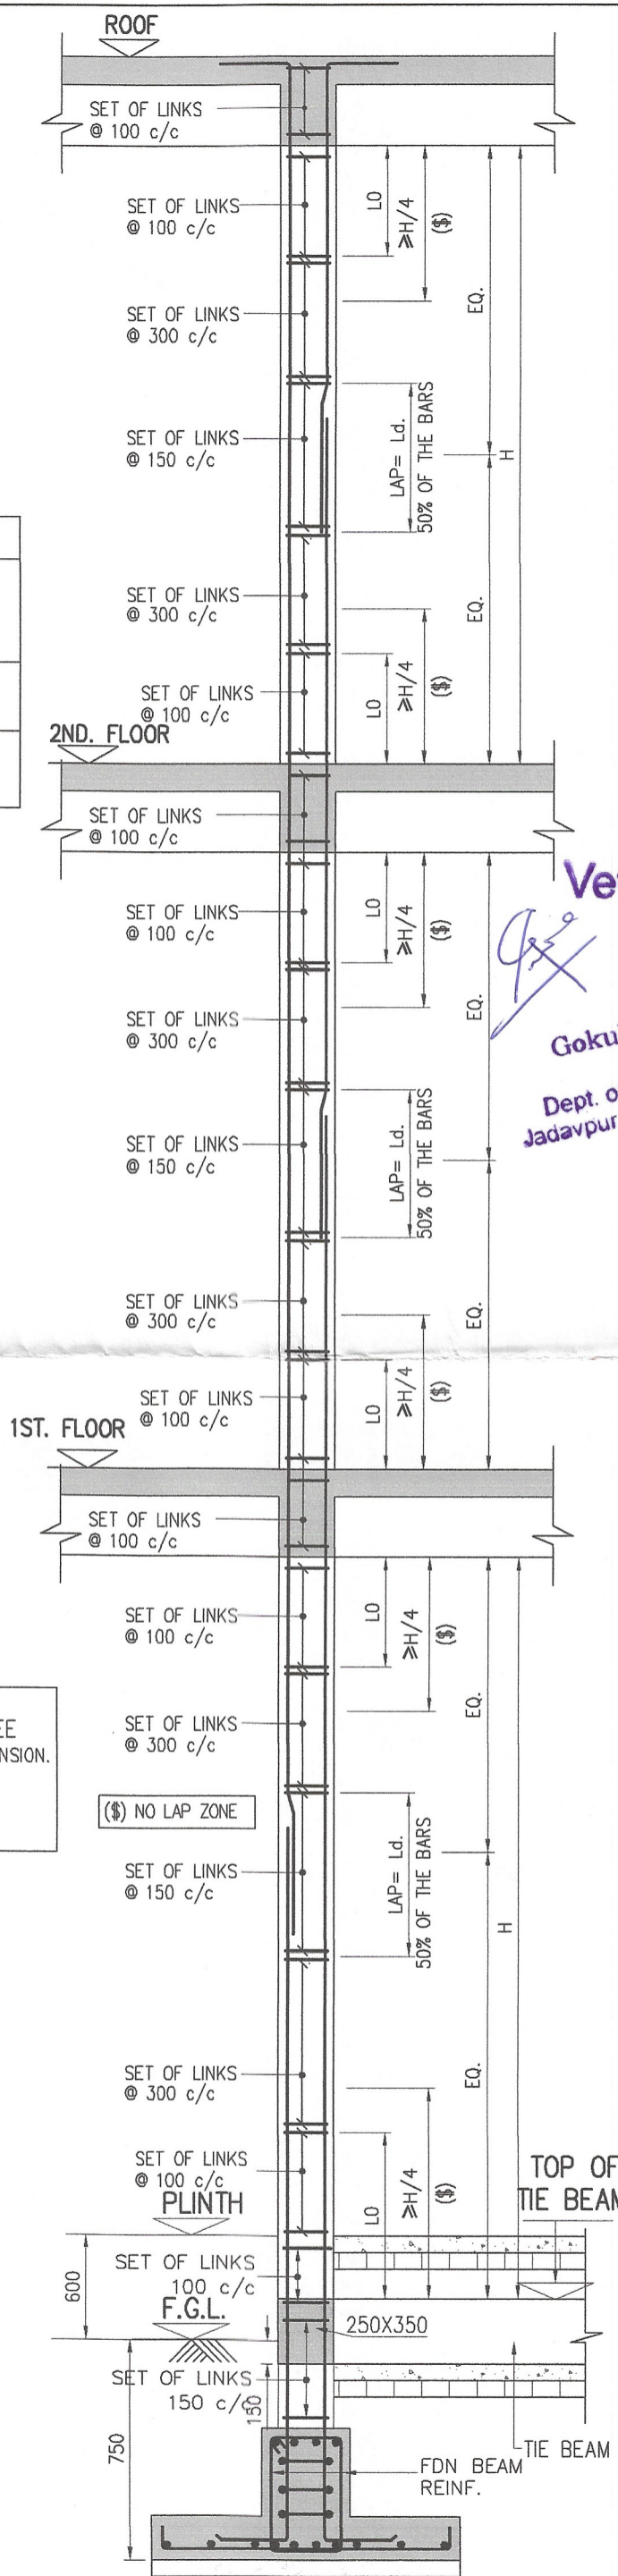 ROOF
SET OF LINKS
@ 100 c/c
SET OF LINKS
@ 100 c/c
LO
≥H/4
($)
EQ.
SET OF LINKS
@ 300 c/c
SET OF LINKS
@ 150 c/c
LAP= Ld.
50% OF THE BARS
H
SET OF LINKS
@ 300 c/c
EQ.
SET OF LINKS
@ 100 c/c
LO
≥H/4
($)
2ND. FLOOR
SET OF LINKS
@ 100 c/c
SET OF LINKS
@ 100 c/c
LO
≥H/4
($)
EQ.
SET OF LINKS
@ 300 c/c
Goku
Dept. o
Jadavpur
SET OF LINKS
@ 150 c/c
LAP= Ld.
50% OF THE BARS
SET OF LINKS
@ 300 c/c
EQ.
SET OF LINKS
@ 100 c/c
LO
≥H/4
($)
1ST. FLOOR
SET OF LINKS
@ 100 c/c
SET OF LINKS
@ 100 c/c
LO
≥H/4
($)
EQ.
EE
NSION.
SET OF LINKS
@ 300 c/c
($) NO LAP ZONE
SET OF LINKS
@ 150 c/c
LAP= Ld.
50% OF THE BARS
H
SET OF LINKS
@ 300 c/c
EQ.
SET OF LINKS
@ 100 c/c
LO
≥H/4
($)
PLINTH
TOP OF
TIE BEAM
600
SET OF LINKS
100 c/c
F.G.L.
250X350
SET OF LINKS
150 c/c
150
750
TIE BEAM
FDN BEAM
REINF.